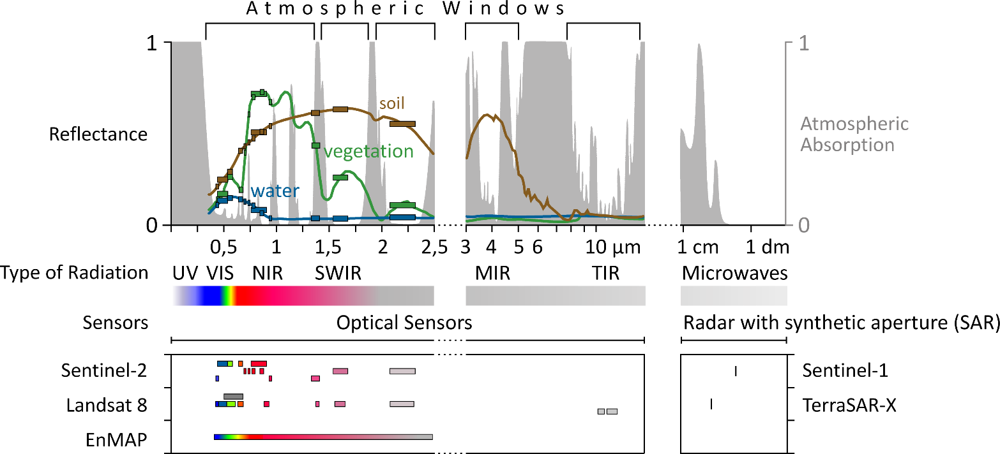 Atmospheric Windows
1 1
soil
Reflectance
Atmospheric
Absorption
vegetation
water
0 0
0,5 1 1,5 2 2,5 3 4 5 6 10 µm 1 cm 1 dm
Type of Radiation UV VIS NIR SWIR MIR TIR Microwaves
Sensors Optical Sensors Radar with synthetic aperture (SAR)
Sentinel-2 Sentinel-1
Landsat 8 TerraSAR-X
EnMAP